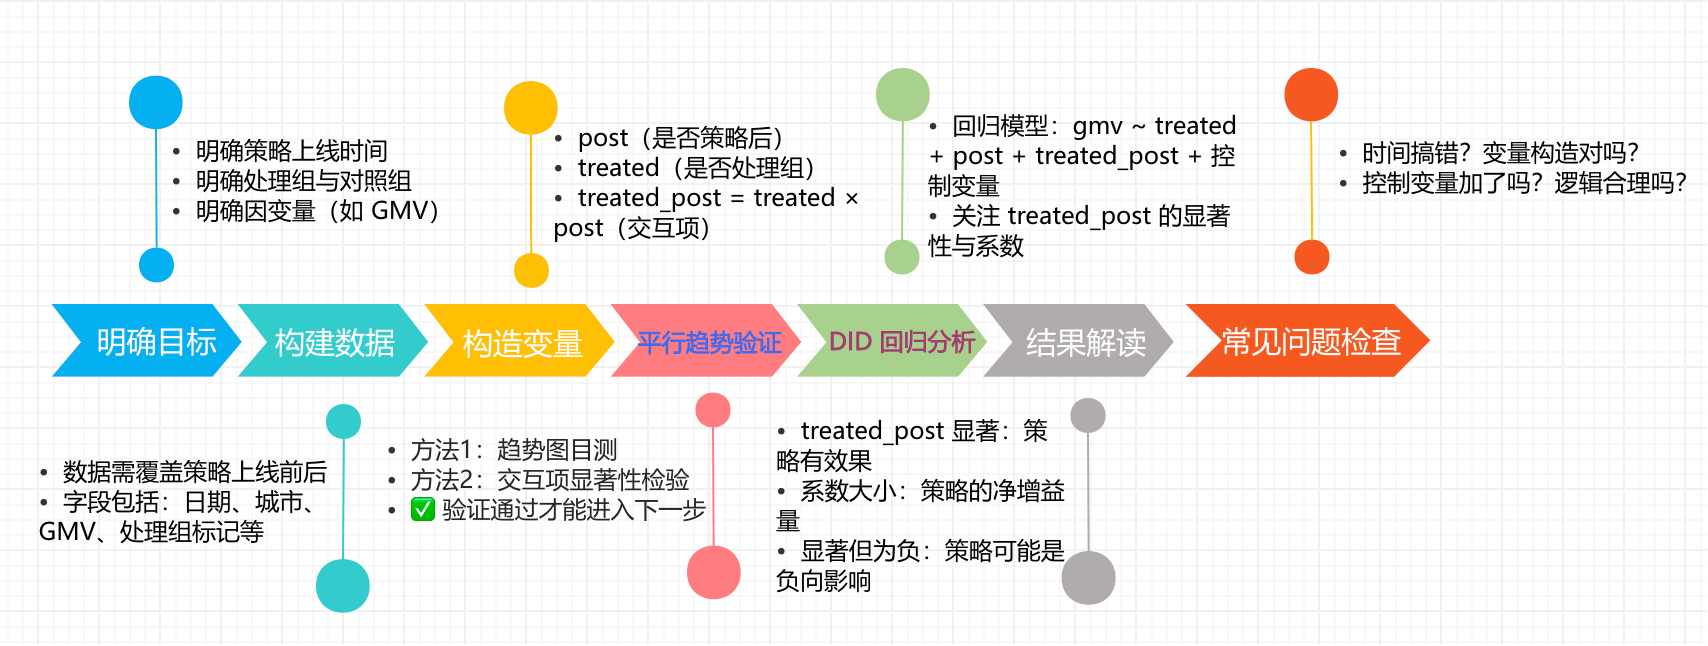 • 明确策略上线时间
• 明确处理组与对照组
• 明确因变量（如 GMV）
• post（是否策略后）
• treated（是否处理组）
• treated_post = treated ×
post（交互项）
• 回归模型：gmv ~ treated
+ post + treated_post + 控
制变量
• 关注 treated_post 的显著
性与系数
• 时间搞错？变量构造对吗？
• 控制变量加了吗？逻辑合理吗？
明确目标
构建数据
构造变量
平行趋势验证
DID 回归分析
结果解读
常见问题检查
• 数据需覆盖策略上线前后
• 字段包括：日期、城市、
GMV、处理组标记等
• 方法1：趋势图目测
• 方法2：交互项显著性检验
• ✅ 验证通过才能进入下一步
• treated_post 显著：策
略有效果
• 系数大小：策略的净增益
量
• 显著但为负：策略可能是
负向影响